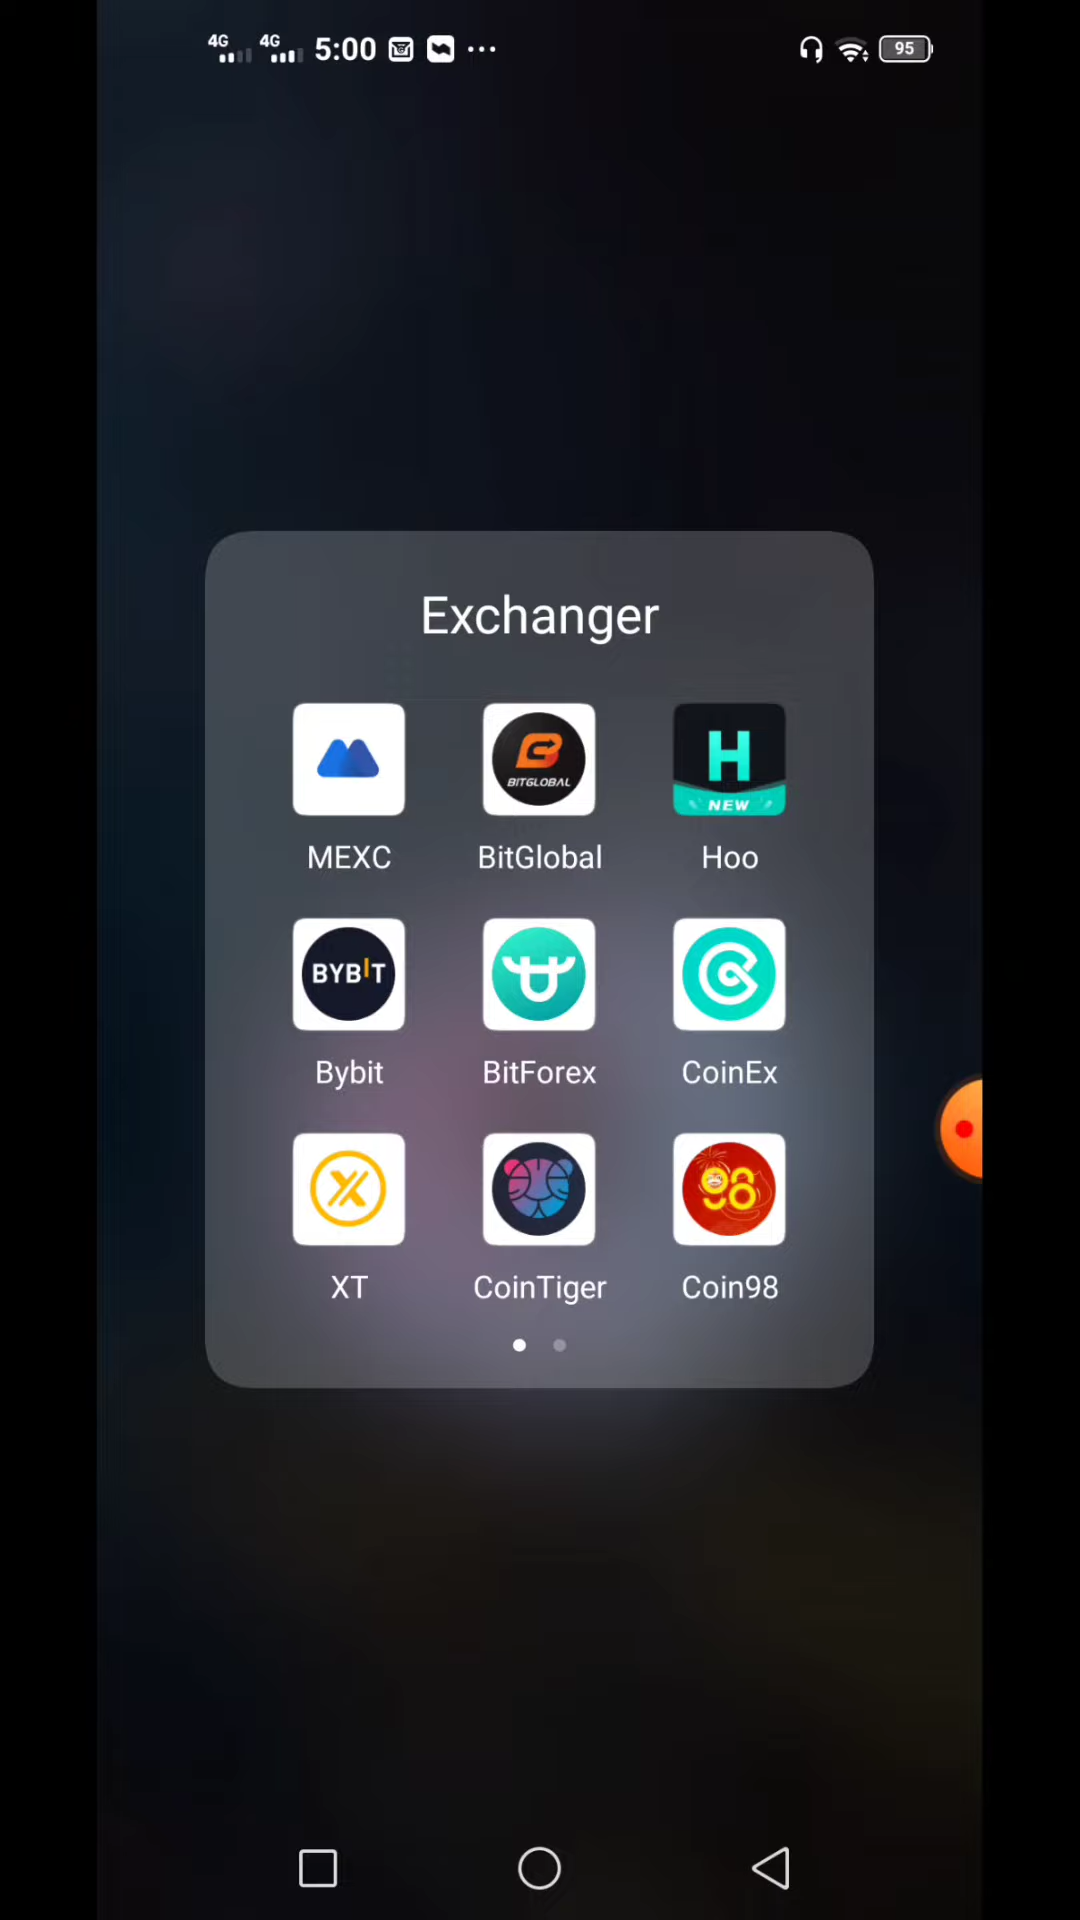 4G 4G 5:00 95
Exchanger
BITGLOBAL
H
NEW
MEXC BitGlobal Hoo
BYBIT
Bybit BitForex CoinEx
X 98
XT CoinTiger Coin98